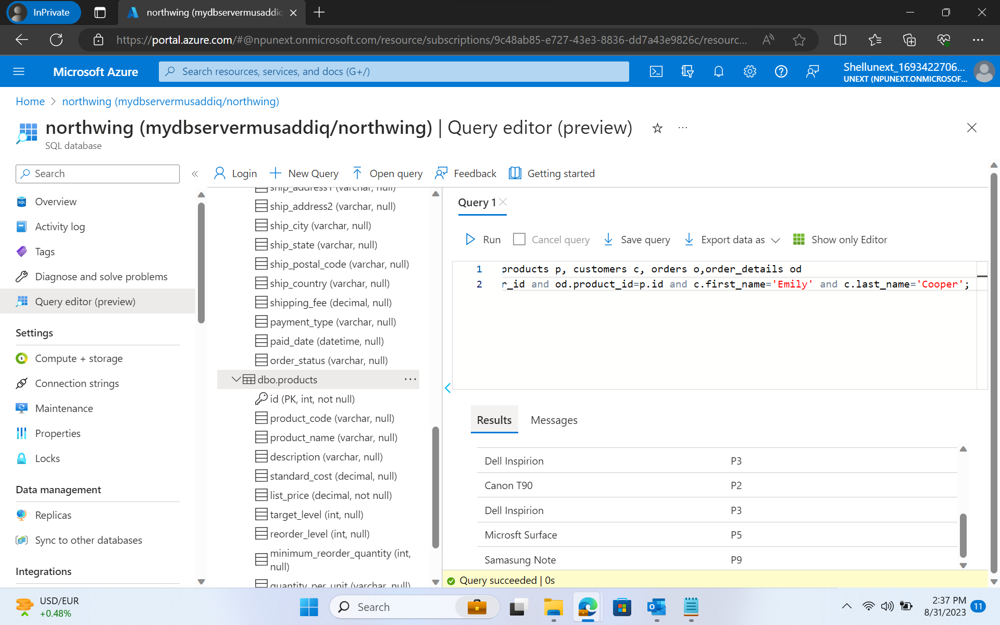 InPrivate
northwing (mydbservermusaddiq
https://portal.azure.com/#@npunext.onmicrosoft.com/resource/subscriptions/9c48ab85-e727-43e3-8836-dd7a43e9826c/resourc...
Microsoft Azure
Search resources, services, and docs (G+/)
Shellunext_1693422706...
UNEXT (NPUNEXT.ONMICROSOF...
Home > northwing (mydbservermusaddiq/northwing)
northwing (mydbservermusaddiq/northwing) | Query editor (preview)
SQL database
Search
Overview
Activity log
Tags
Diagnose and solve problems
Query editor (preview)
Settings
Compute + storage
Connection strings
Maintenance
Properties
Locks
Data management
Replicas
Sync to other databases
Integrations
Login
New Query
Open query
Feedback
Getting started
ship_address1 (varchar, null)
ship_address2 (varchar, null)
ship_city (varchar, null)
ship_state (varchar, null)
ship_postal_code (varchar, null)
ship_country (varchar, null)
shipping_fee (decimal, null)
payment_type (varchar, null)
paid_date (datetime, null)
order_status (varchar, null)
dbo.products
id (PK, int, not null)
product_code (varchar, null)
product_name (varchar, null)
description (varchar, null)
standard_cost (decimal, null)
list_price (decimal, not null)
target_level (int, null)
reorder_level (int, null)
minimum_reorder_quantity (int,
null)
quantity_per_unit (varchar, null)
Query 1
Run
Cancel query
Save query
Export data as
Show only Editor
1 products p, customers c, orders o,order_details od
2 r_id and od.product_id=p.id and c.first_name='Emily' and c.last_name='Cooper';
Results
Messages
Dell Inspirion P3
Canon T90 P2
Dell Inspirion P3
Microsft Surface P5
Samasung Note P9
Query succeeded | 0s
USD/EUR
+0.48%
Search
2:37 PM
8/31/2023
11